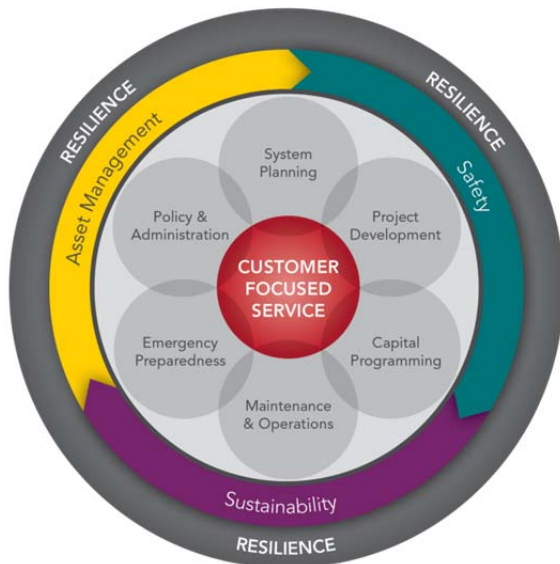 RESILIENCE
RESILIENCE
Asset Management
Safety
System
Planning
Policy &
Administration
Project
Development
CUSTOMER
FOCUSED
SERVICE
Emergency
Preparedness
Capital
Programming
Maintenance
& Operations
Sustainability
RESILIENCE